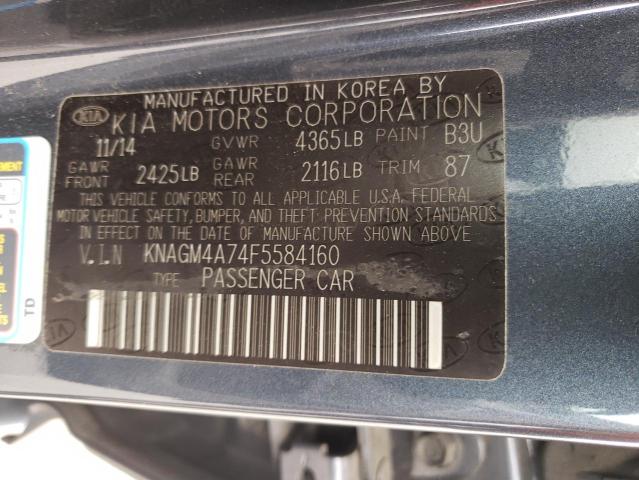 MANUFACTURED IN KOREA BY
KIA KIA MOTORS CORPORATION
11/14 GVWR 4365LB PAINT B3U
GAWR FRONT 2425LB GAWR REAR 2116LB TRIM 87
THIS VEHICLE CONFORMS TO ALL APPLICABLE U.S.A. FEDERAL
MOTOR VEHICLE SAFETY, BUMPER, AND THEFT PREVENTION STANDARDS
IN EFFECT ON THE DATE OF MANUFACTURE SHOWN ABOVE.
V.I.N KNAGM4A74F5584160
TYPE PASSENGER CAR
TD